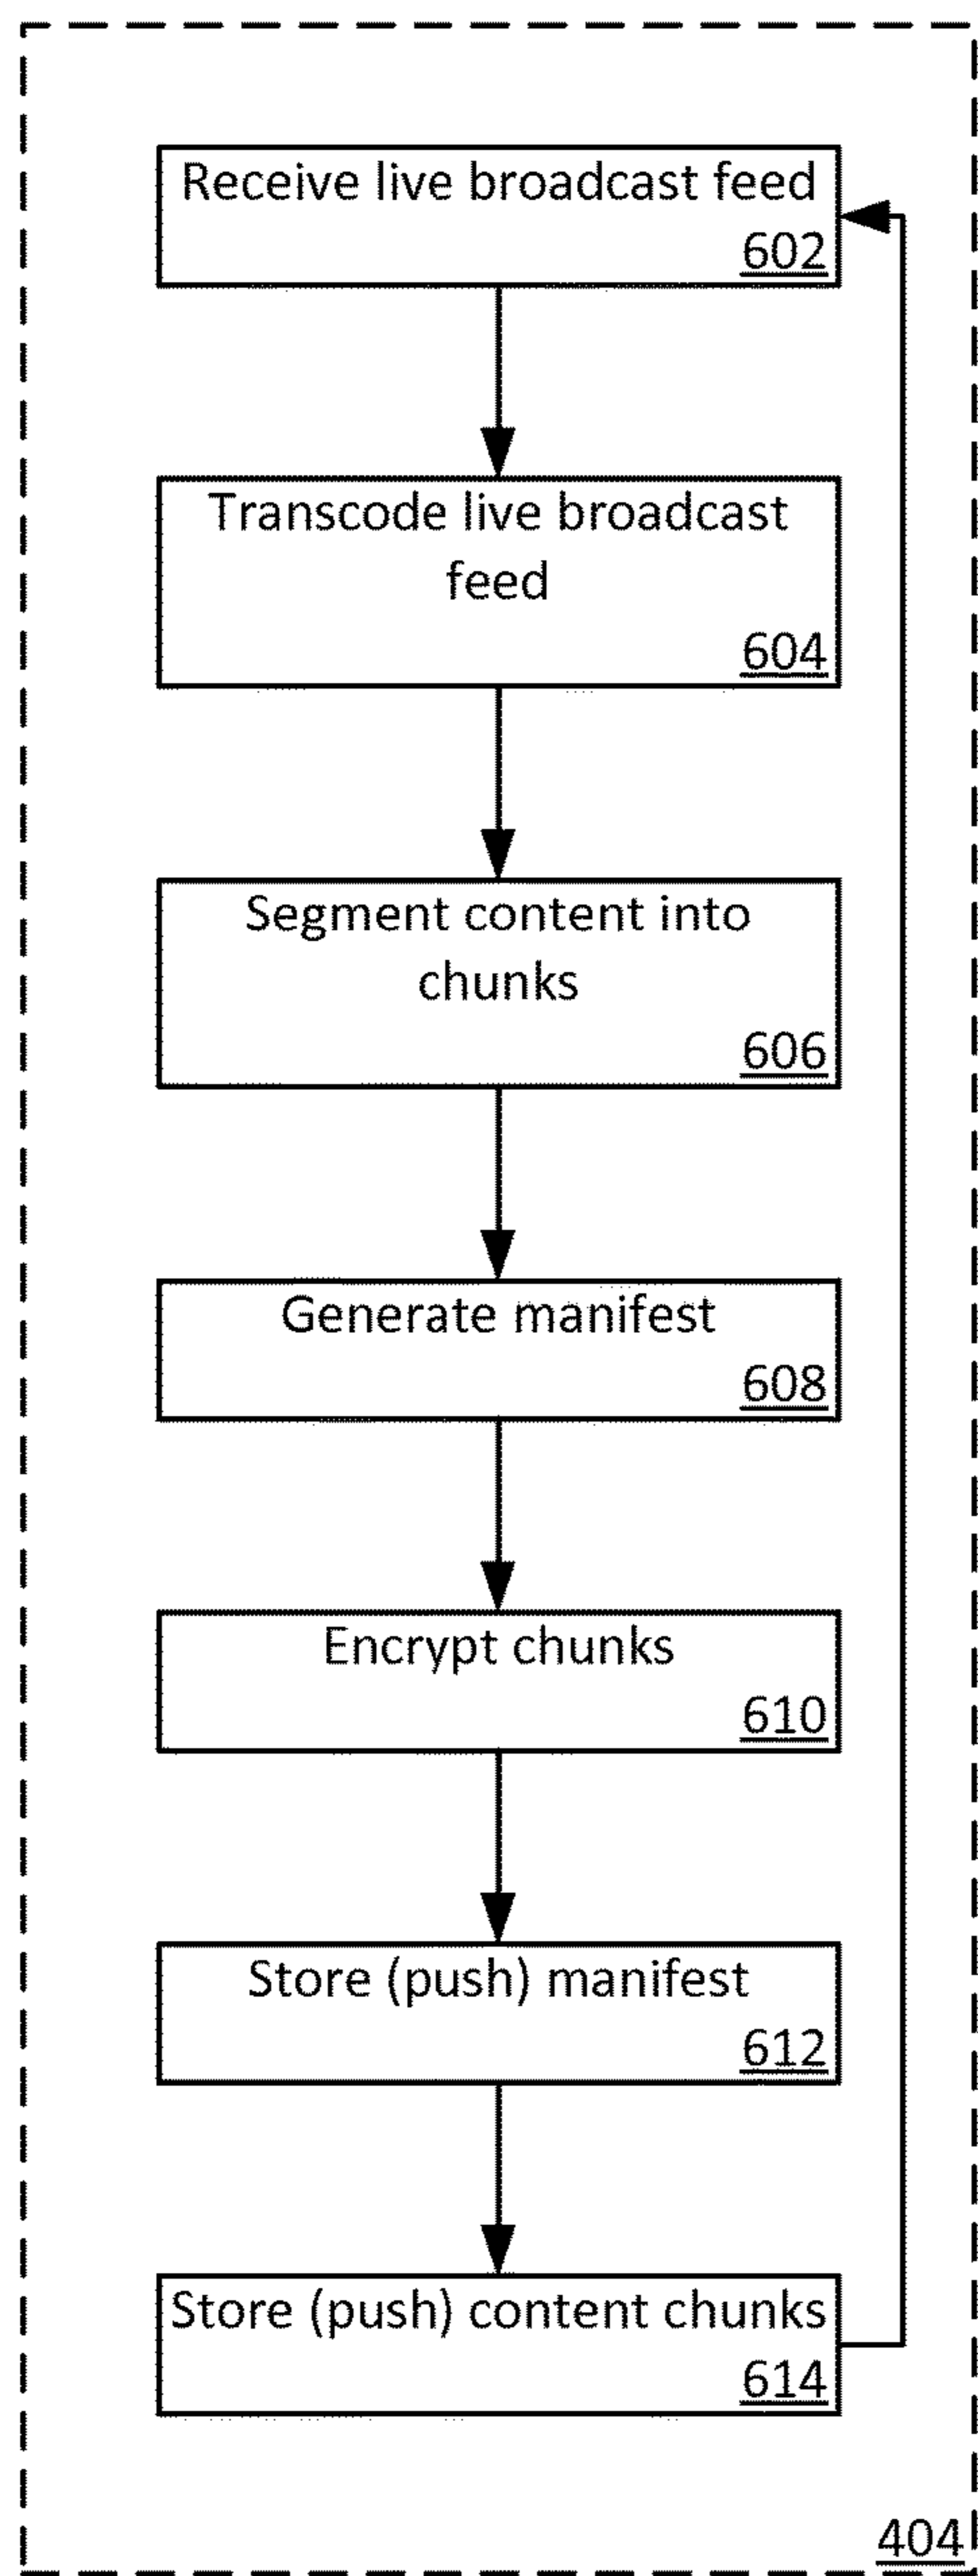 Receive live broadcast feed
602
Transcode live broadcast
feed
604
Segment content into
chunks
606
Generate manifest
608
Encrypt chunks
610
Store (push) manifest
612
Store (push) content chunks
614
404